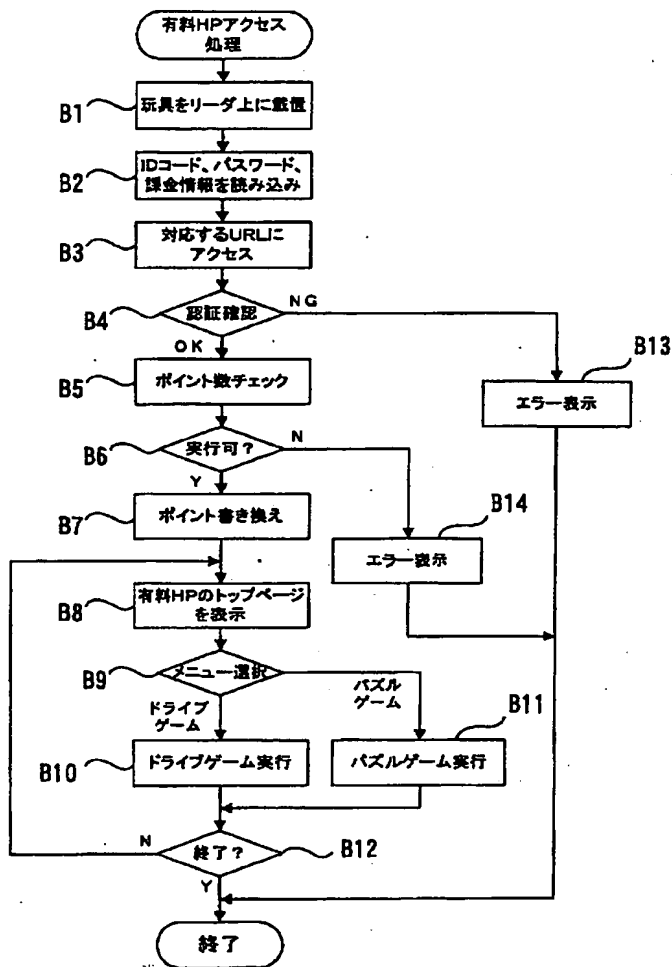 有料HPアクセス
処理
B1
玩具をリーダ上に載置
B2
IDコード、パスワード、
課金情報を読み込み
B3
対応するURLに
アクセス
B4
認証確認
NG
OK
B13
エラー表示
B5
ポイント数チェック
B6
実行可?
N
Y
B7
ポイント書き換え
B14
エラー表示
B8
有料HPのトップページ
を表示
B9
メニュー選択
ドライブ
ゲーム
パズル
ゲーム
B10
ドライブゲーム実行
B11
パズルゲーム実行
N
終了?
B12
Y
終了